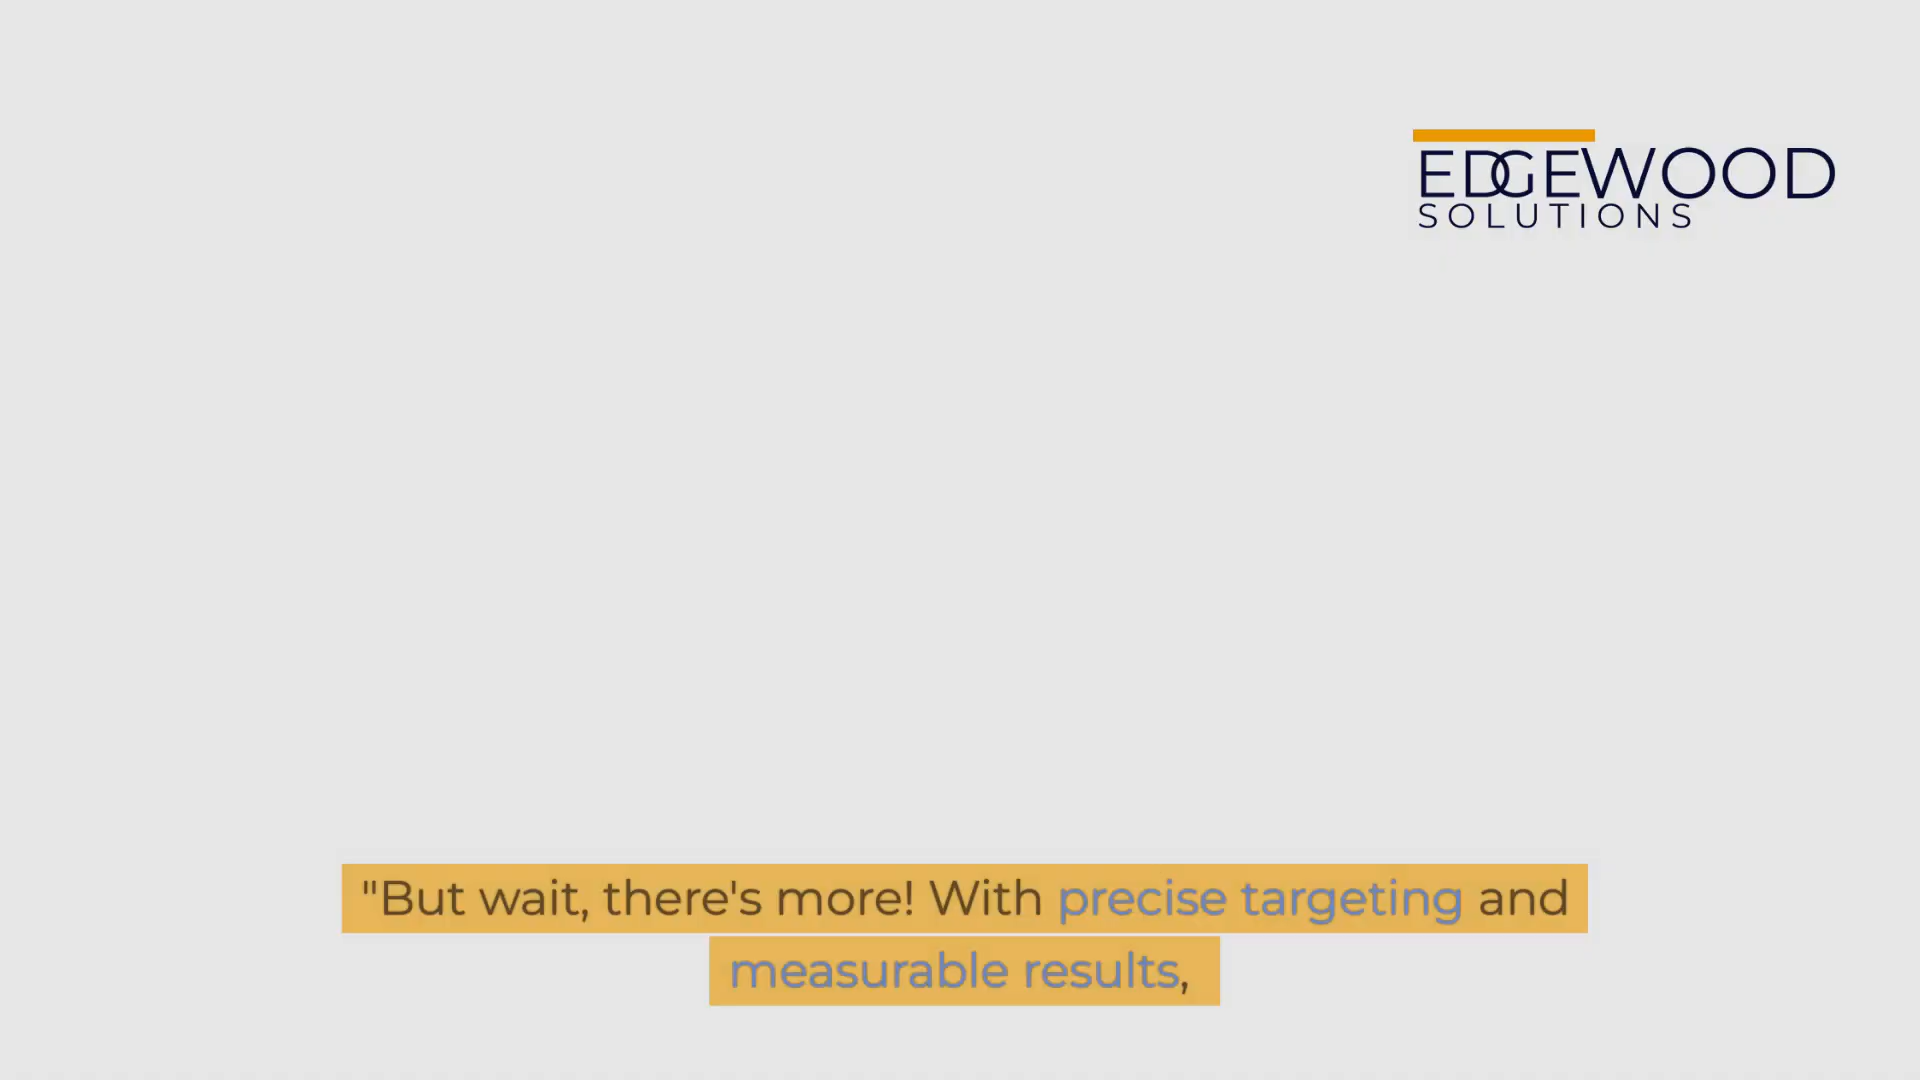 EDGEWOOD
SOLUTIONS
"But wait, there's more! With precise targeting and
measurable results,